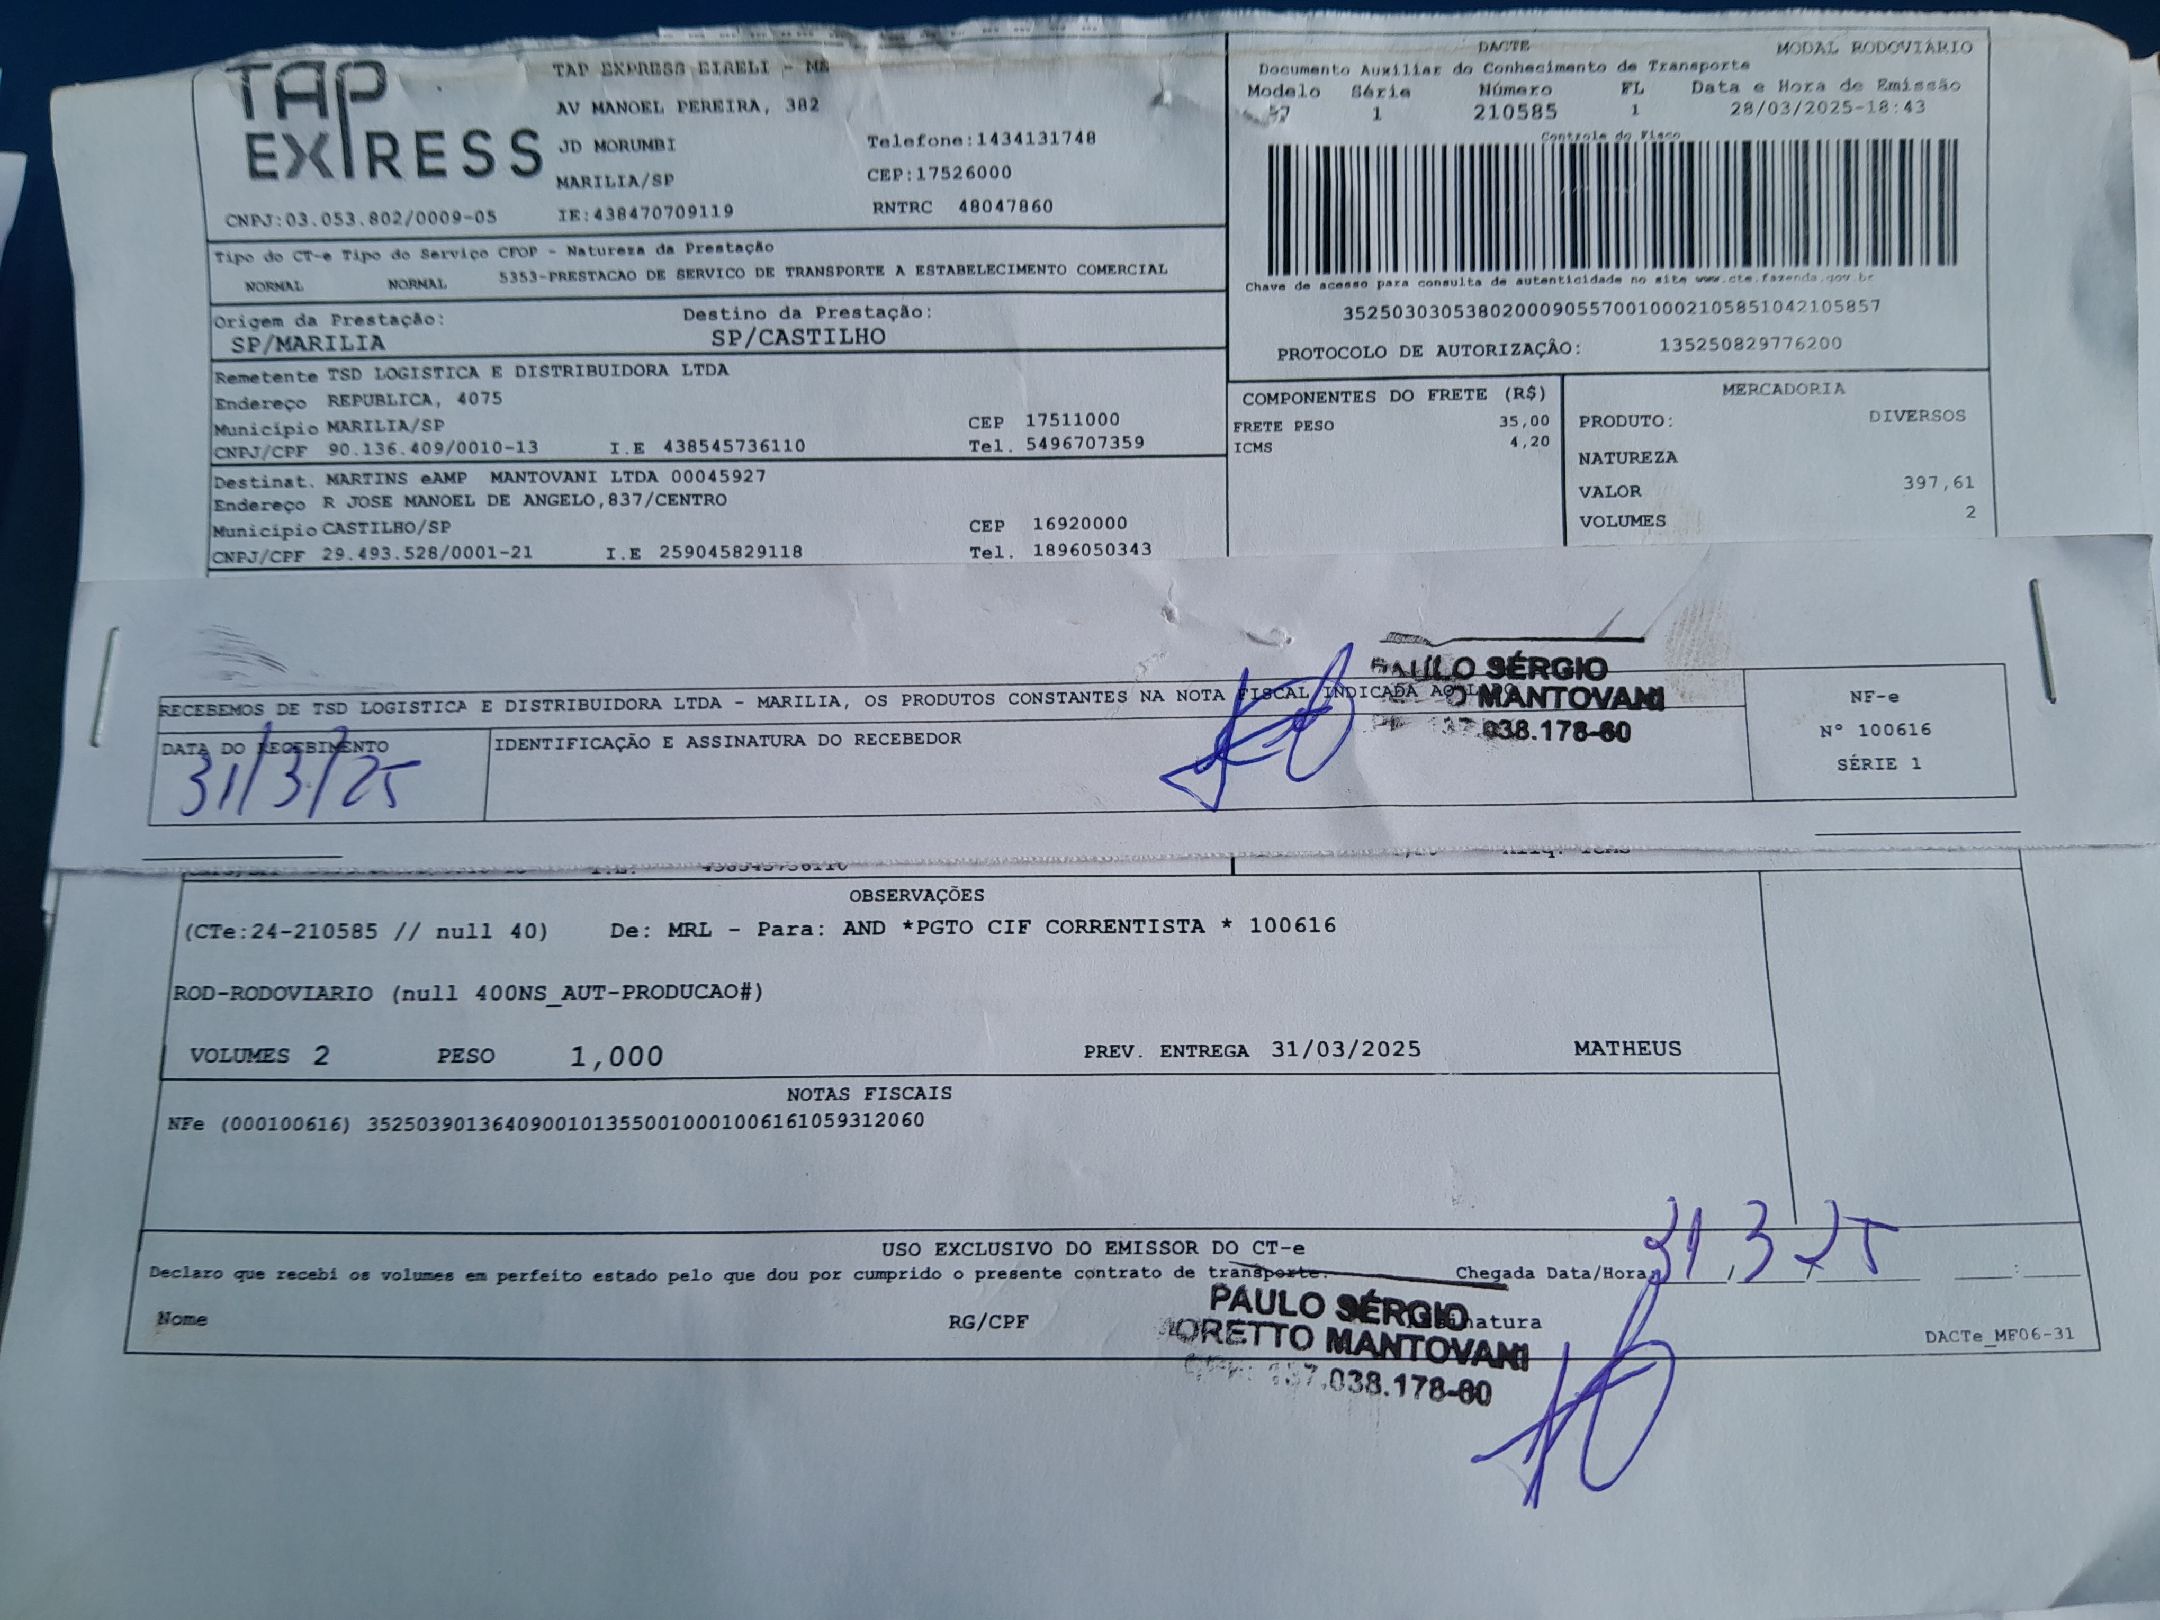 TAP EXPRESS
TAP EXPRESS EIRELI - ME
AV MANOEL PEREIRA, 382
JD MORUMBI Telefone:1434131748
MARILIA/SP CEP:17526000
CNPJ:03.053.802/0009-05 IE:438470709119 RNTRC 48047860
DACTE MODAL RODOVIÁRIO
Documento Auxiliar do Conhecimento de Transporte
Modelo Série Número FL Data e Hora de Emissão
57 1 210585 1 28/03/2025-18:43
Controle do Fisco
Chave de acesso para consulta de autenticidade no site www.cte.fazenda.gov.br
35250303053802000905570010002105851042105857
PROTOCOLO DE AUTORIZAÇÂO: 135250829776200
Tipo do CT-e Tipo do Serviço CFOP - Natureza da Prestação
NORMAL NORMAL 5353-PRESTACAO DE SERVICO DE TRANSPORTE A ESTABELECIMENTO COMERCIAL
Origem da Prestação: Destino da Prestação:
SP/MARILIA SP/CASTILHO
Remetente TSD LOGISTICA E DISTRIBUIDORA LTDA
Endereço REPUBLICA, 4075
Município MARILIA/SP CEP 17511000
CNPJ/CPF 90.136.409/0010-13 I.E 438545736110 Tel. 5496707359
Destinat. MARTINS eAMP MANTOVANI LTDA 00045927
Endereço R JOSE MANOEL DE ANGELO,837/CENTRO
Município CASTILHO/SP CEP 16920000
CNPJ/CPF 29.493.528/0001-21 I.E 259045829118 Tel. 1896050343
COMPONENTES DO FRETE (R$)
FRETE PESO 35,00
ICMS 4,20
MERCADORIA
PRODUTO: DIVERSOS
NATUREZA
VALOR 397,61
VOLUMES 2
RECEBEMOS DE TSD LOGISTICA E DISTRIBUIDORA LTDA - MARILIA, OS PRODUTOS CONSTANTES NA NOTA FISCAL INDICADA AO
DATA DO RECEBIMENTO IDENTIFICAÇÃO E ASSINATURA DO RECEBEDOR
31/3/25
PAULO SÉRGIO
MANTOVANI
137.038.178-60
NF-e
Nº 100616
SÉRIE 1
OBSERVAÇÕES
(CTe:24-210585 // null 40) De: MRL - Para: AND *PGTO CIF CORRENTISTA * 100616
ROD-RODOVIARIO (null 400NS_AUT-PRODUCAO#)
VOLUMES 2 PESO 1,000 PREV. ENTREGA 31/03/2025 MATHEUS
NOTAS FISCAIS
NFe (000100616) 35250390136409001013550010001006161059312060
USO EXCLUSIVO DO EMISSOR DO CT-e
Declaro que recebi os volumes em perfeito estado pelo que dou por cumprido o presente contrato de transporte. Chegada Data/Hora 31/3/25
Nome RG/CPF
PAULO SÉRGIO
MORETTO MANTOVANI
CPF: 137.038.178-60
DACTe_MF06-31